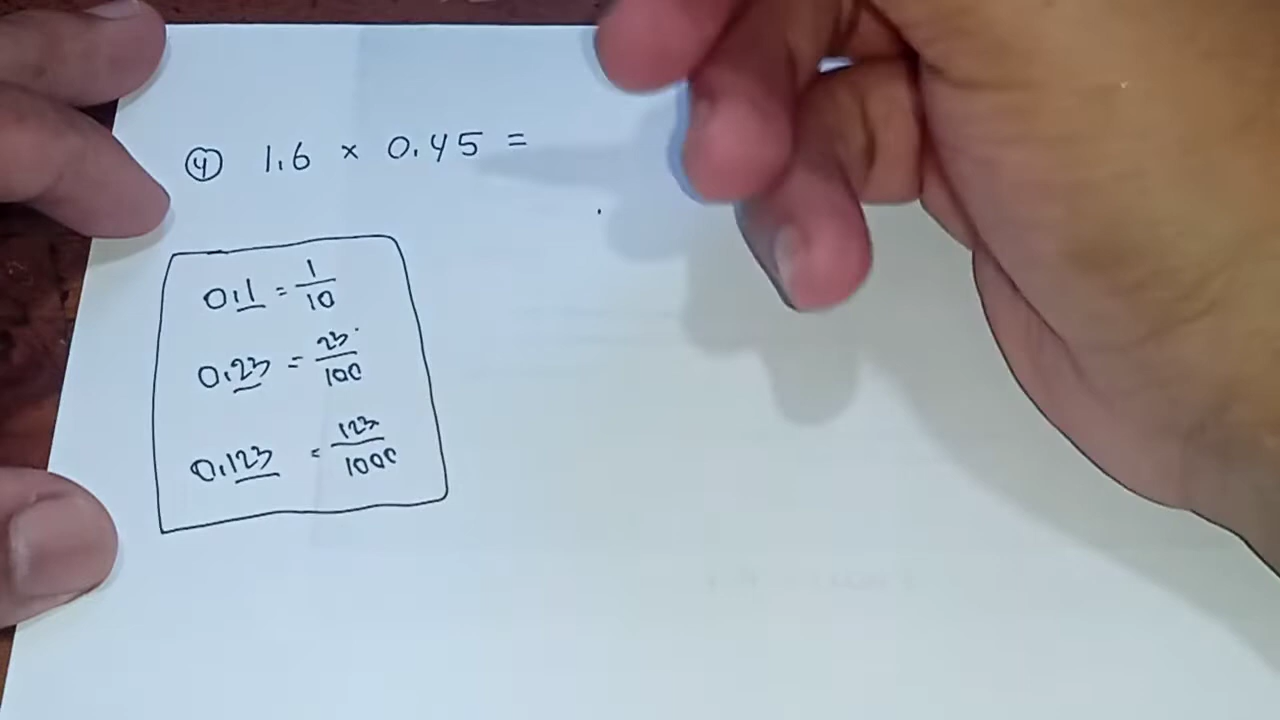 ④ 1.6 × 0.45 =
0.1 = 1/10
0.23 = 23/100
0.123 = 123/1000